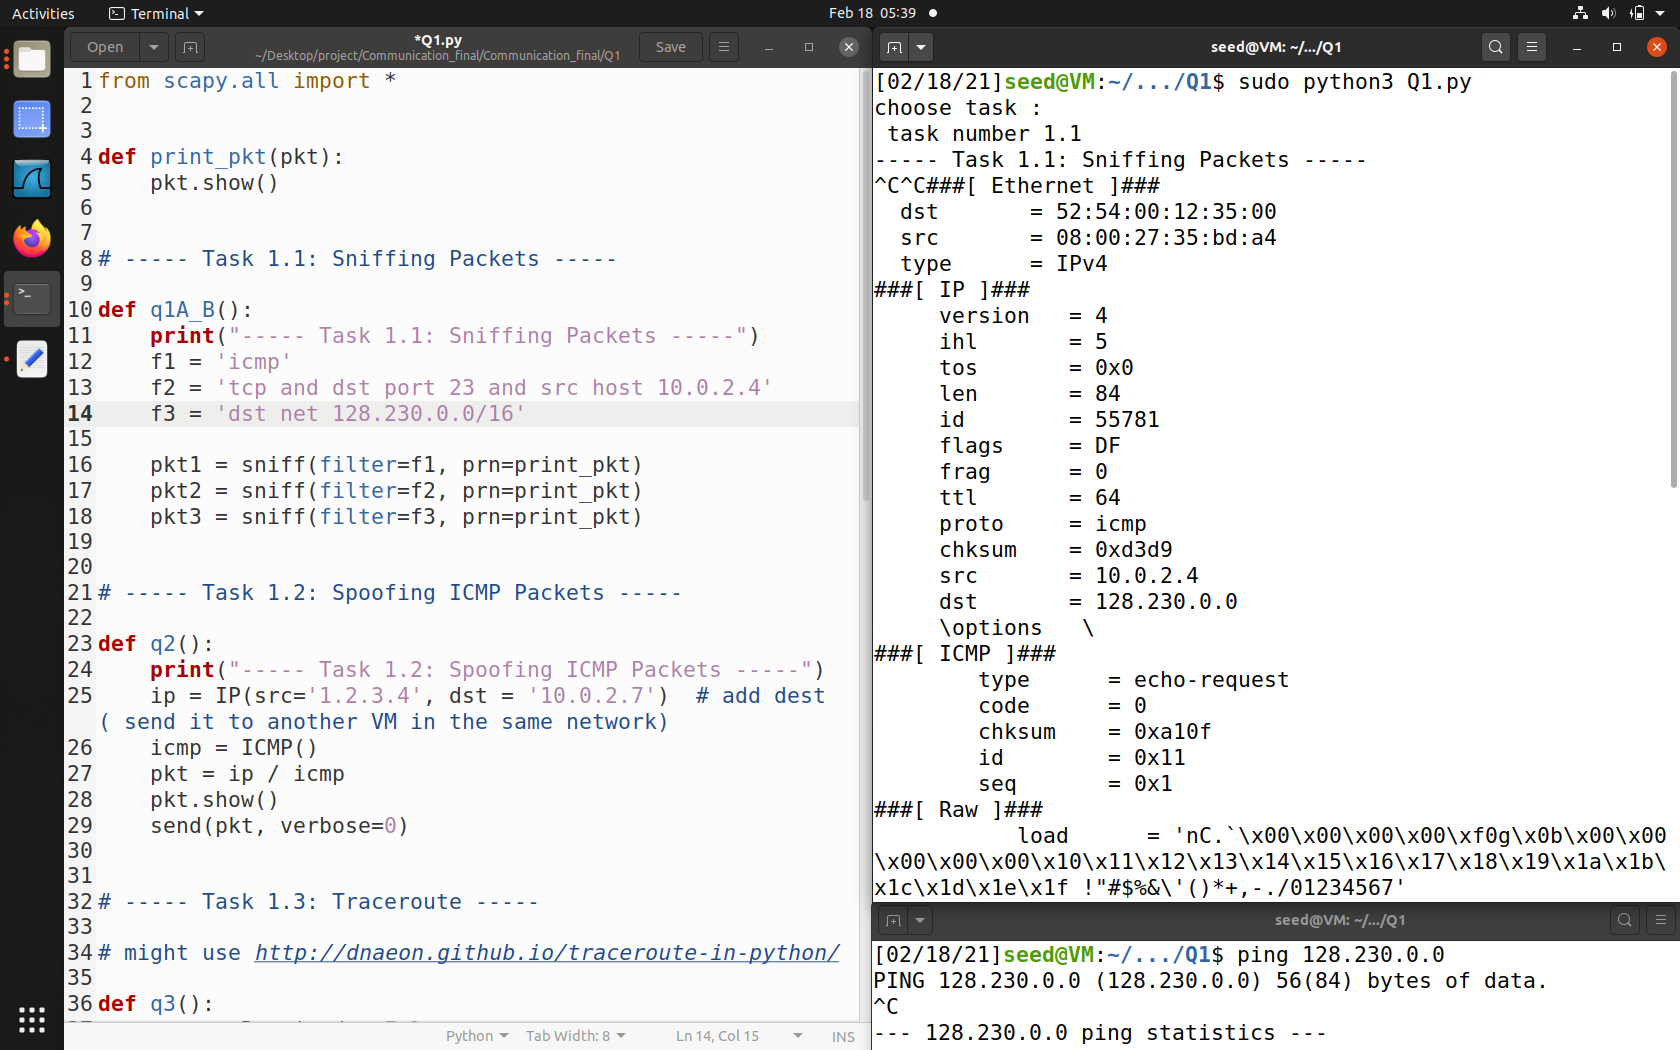 Activities
Terminal
Feb 18 05:39
Open
*Q1.py
~/Desktop/project/Communication_final/Communication_final/Q1
Save
1 from scapy.all import *
2
3
4 def print_pkt(pkt):
5     pkt.show()
6
7
8 # ----- Task 1.1: Sniffing Packets -----
9
10 def q1A_B():
11     print("----- Task 1.1: Sniffing Packets -----")
12     f1 = 'icmp'
13     f2 = 'tcp and dst port 23 and src host 10.0.2.4'
14     f3 = 'dst net 128.230.0.0/16'
15
16     pkt1 = sniff(filter=f1, prn=print_pkt)
17     pkt2 = sniff(filter=f2, prn=print_pkt)
18     pkt3 = sniff(filter=f3, prn=print_pkt)
19
20
21 # ----- Task 1.2: Spoofing ICMP Packets -----
22
23 def q2():
24     print("----- Task 1.2: Spoofing ICMP Packets -----")
25     ip = IP(src='1.2.3.4', dst = '10.0.2.7')  # add dest
( send it to another VM in the same network)
26     icmp = ICMP()
27     pkt = ip / icmp
28     pkt.show()
29     send(pkt, verbose=0)
30
31
32 # ----- Task 1.3: Traceroute -----
33
34 # might use http://dnaeon.github.io/traceroute-in-python/
35
36 def q3():
Python
Tab Width: 8
Ln 14, Col 15
INS
seed@VM: ~/.../Q1
[02/18/21]seed@VM:~/.../Q1$ sudo python3 Q1.py
choose task :
 task number 1.1
----- Task 1.1: Sniffing Packets -----
^C^C###[ Ethernet ]###
  dst       = 52:54:00:12:35:00
  src       = 08:00:27:35:bd:a4
  type      = IPv4
###[ IP ]###
     version   = 4
     ihl       = 5
     tos       = 0x0
     len       = 84
     id        = 55781
     flags     = DF
     frag      = 0
     ttl       = 64
     proto     = icmp
     chksum    = 0xd3d9
     src       = 10.0.2.4
     dst       = 128.230.0.0
     \options   \
###[ ICMP ]###
        type      = echo-request
        code      = 0
        chksum    = 0xa10f
        id        = 0x11
        seq       = 0x1
###[ Raw ]###
           load      = 'nC.`\x00\x00\x00\x00\xf0g\x0b\x00\x00
\x00\x00\x00\x10\x11\x12\x13\x14\x15\x16\x17\x18\x19\x1a\x1b\
x1c\x1d\x1e\x1f !"#$%&\'()*+,-./01234567'
seed@VM: ~/.../Q1
[02/18/21]seed@VM:~/.../Q1$ ping 128.230.0.0
PING 128.230.0.0 (128.230.0.0) 56(84) bytes of data.
^C
--- 128.230.0.0 ping statistics ---